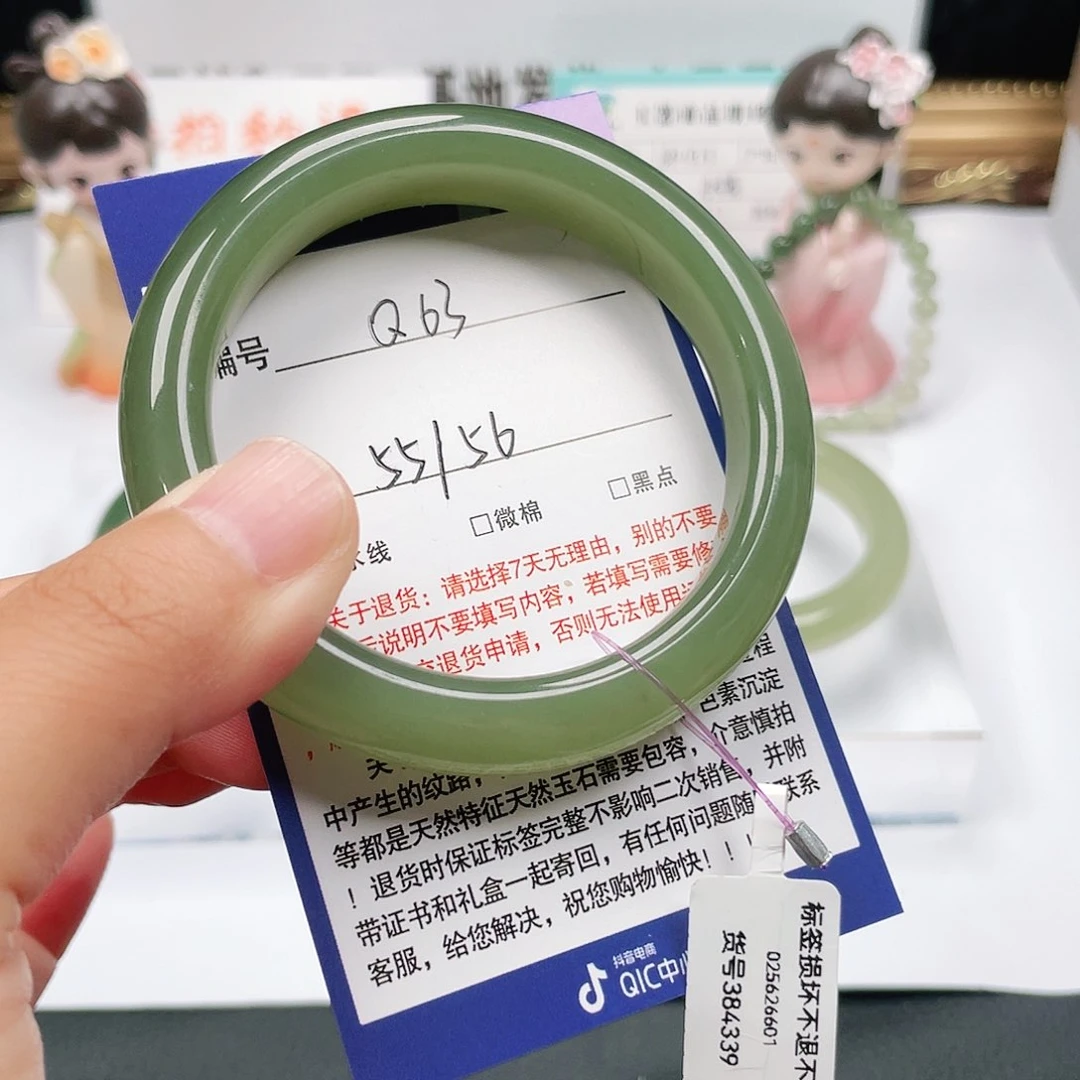 编号 Q63
55/56
□微棉 □黑点
水线
关于退货：请选择7天无理由，别的不要
说明不要填写内容；若填写需要修
退货申请，否则无法使用
色素沉淀
中产生的纹路，介意慎拍
等都是天然特征天然玉石需要包容，并附
！退货时保证标签完整不影响二次销售，联系
带证书和礼盒一起寄回，有任何问题随
客服，给您解决，祝您购物愉快！！！
抖音电商
QIC中心
标签损坏不退不
025626601
货号384339